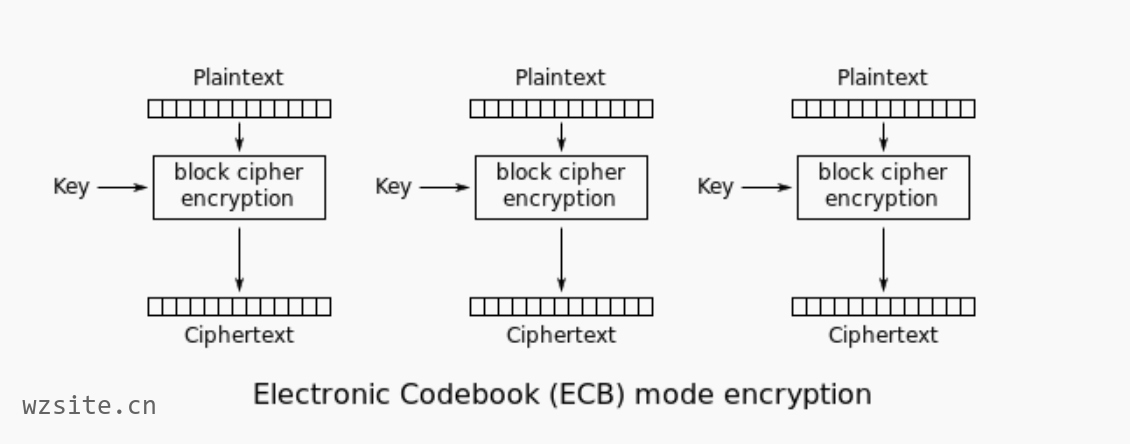 Plaintext Plaintext Plaintext
Key block cipher encryption Key block cipher encryption Key block cipher encryption
Ciphertext Ciphertext Ciphertext
Electronic Codebook (ECB) mode encryption
wzsite.cn